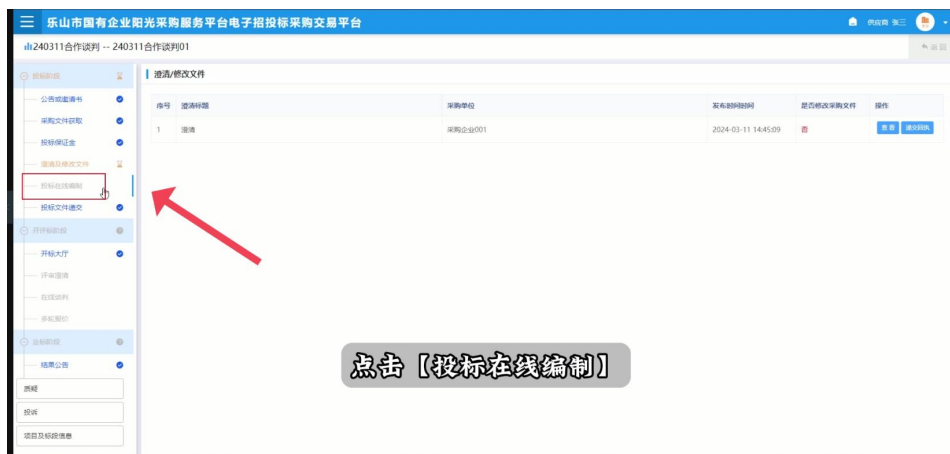 乐山市国有企业阳光采购服务平台电子招投标采购交易平台
供应商 张三
240311合作谈判 -- 240311合作谈判01
投标阶段
澄清/修改文件
公告或邀请书
序号 澄清标题 采购单位 发布时间时间 是否修改采购文件 操作
采购文件获取
1 澄清 采购企业001 2024-03-11 14:45:09 否 查看 递交回执
投标保证金
澄清及修改文件
投标在线编制
投标文件递交
开评标阶段
开标大厅
评审澄清
在线谈判
多轮报价
定标阶段
结果公告
点击【投标在线编制】
质疑
投诉
项目及标段信息